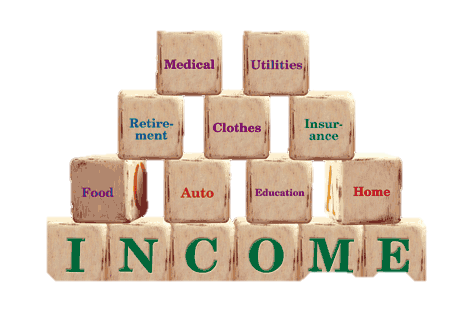 Medical Utilities
Retire-
ment
Clothes
Insur-
ance
Food Auto Education Home
INCOME